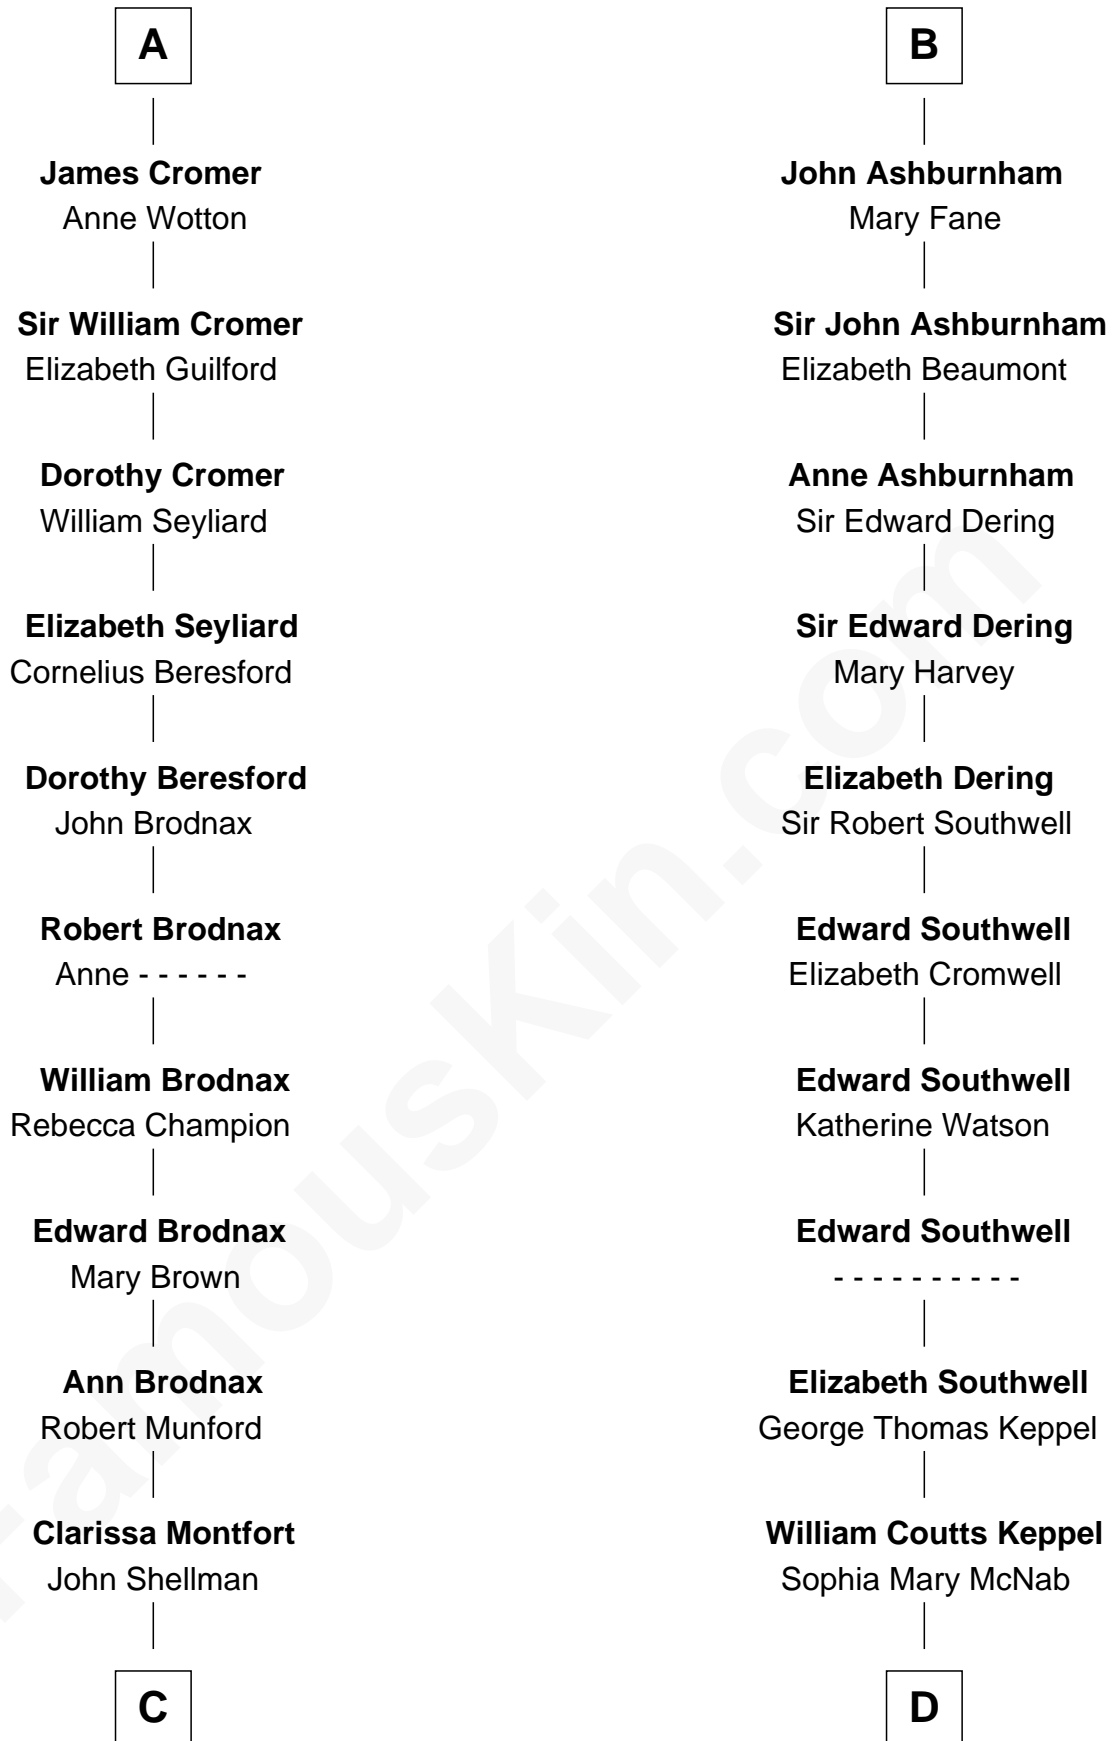 A
James Cromer
Anne Wotton
Sir William Cromer
Elizabeth Guilford
Dorothy Cromer
William Seyliard
Elizabeth Seyliard
Cornelius Beresford
Dorothy Beresford
John Brodnax
Robert Brodnax
Anne - - - - - -
William Brodnax
Rebecca Champion
Edward Brodnax
Mary Brown
Ann Brodnax
Robert Munford
Clarissa Montfort
John Shellman
C
B
John Ashburnham
Mary Fane
Sir John Ashburnham
Elizabeth Beaumont
Anne Ashburnham
Sir Edward Dering
Sir Edward Dering
Mary Harvey
Elizabeth Dering
Sir Robert Southwell
Edward Southwell
Elizabeth Cromwell
Edward Southwell
Katherine Watson
Edward Southwell
- - - - - - - - - -
Elizabeth Southwell
George Thomas Keppel
William Coutts Keppel
Sophia Mary McNab
D
FamousKin.com